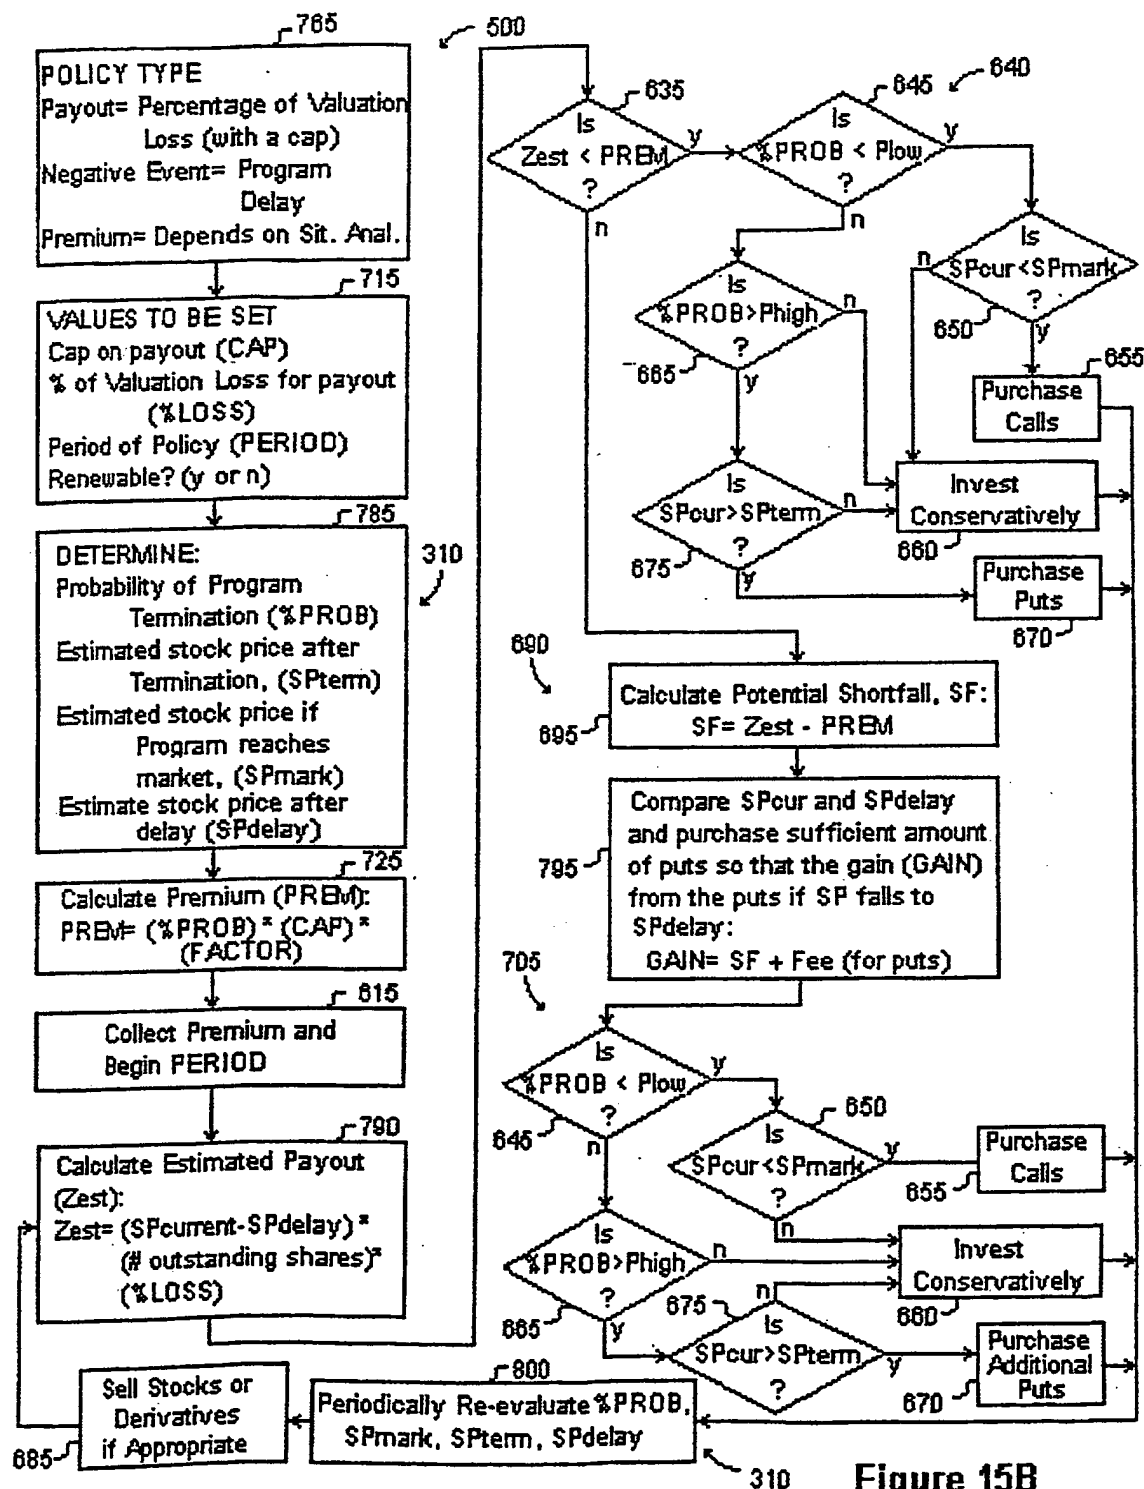 765
500
POLICY TYPE
Payout= Percentage of Valuation
Loss (with a cap)
Negative Event= Program
Delay
Premium= Depends on Sit. Anal.
715
VALUES TO BE SET
Cap on payout (CAP)
% of Valuation Loss for payout
(%LOSS)
Period of Policy (PERIOD)
Renewable? (y or n)
785
310
DETERMINE:
Probability of Program
Termination (%PROB)
Estimated stock price after
Termination, (SPterm)
Estimated stock price if
Program reaches
market, (SPmark)
Estimate stock price after
delay (SPdelay)
725
Calculate Premium (PREM):
PREM= (%PROB)* (CAP)*
(FACTOR)
615
Collect Premium and
Begin PERIOD
790
Calculate Estimated Payout
(Zest):
Zest= (SPcurrent-SPdelay)*
(# outstanding shares)*
(%LOSS)
Sell Stocks or
Derivatives
if Appropriate
685
800
Periodically Re-evaluate %PROB,
SPmark, SPterm, SPdelay
310
635
Is
Zest < PREM
?
y
n
645
640
Is
%PROB < Plow
?
y
n
Is
SPcur<SPmark
?
n
650
y
655
Purchase
Calls
Is
%PROB>Phigh
?
n
665
y
Is
SPcur>SPterm
?
n
675
y
Invest
Conservatively
660
Purchase
Puts
670
690
Calculate Potential Shortfall, SF:
SF= Zest - PREM
695
Compare SPcur and SPdelay
and purchase sufficient amount
of puts so that the gain (GAIN)
from the puts if SP falls to
SPdelay:
GAIN= SF + Fee (for puts)
795
705
Is
%PROB < Plow
?
y
645
n
650
Is
SPcur<SPmark
?
y
n
Purchase
Calls
655
Is
%PROB>Phigh
?
n
665
y
Invest
Conservatively
660
675
n
Is
SPcur>SPterm
?
y
Purchase
Additional
Puts
670
Figure 15B